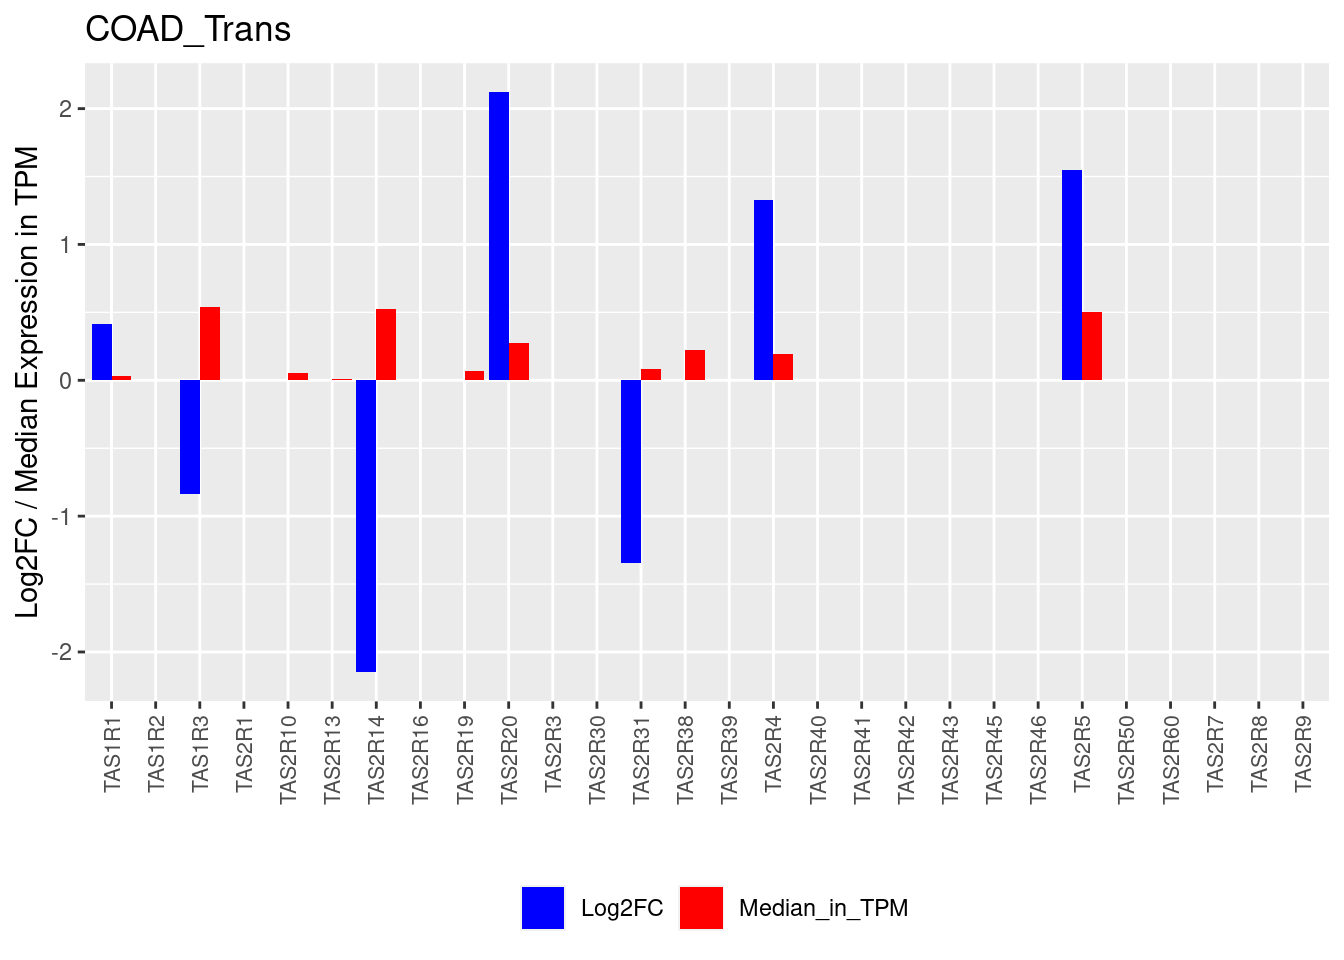 COAD_Trans
Log2FC / Median Expression in TPM
2
1
0
-1
-2
TAS1R1
TAS1R2
TAS1R3
TAS2R1
TAS2R10
TAS2R13
TAS2R14
TAS2R16
TAS2R19
TAS2R20
TAS2R3
TAS2R30
TAS2R31
TAS2R38
TAS2R39
TAS2R4
TAS2R40
TAS2R41
TAS2R42
TAS2R43
TAS2R45
TAS2R46
TAS2R5
TAS2R50
TAS2R60
TAS2R7
TAS2R8
TAS2R9
Log2FC
Median_in_TPM